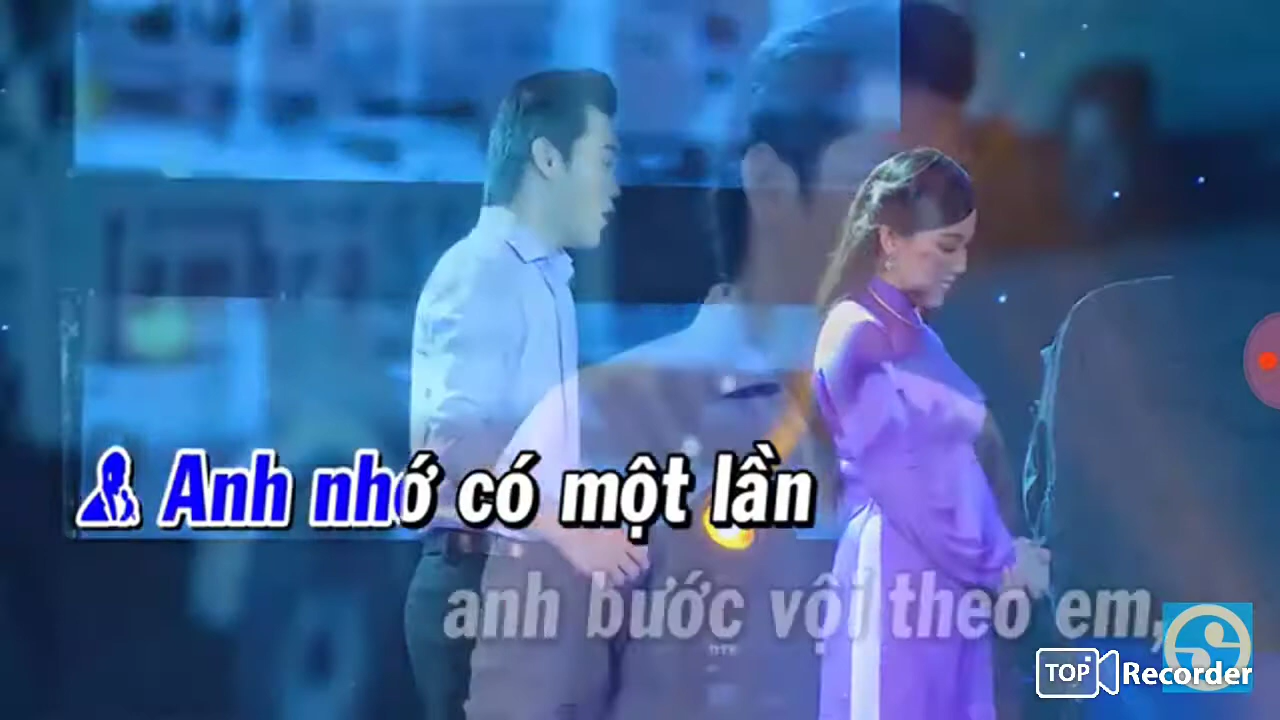 Anh nhớ có một lần
anh bước vội theo em,
TOP Recorder